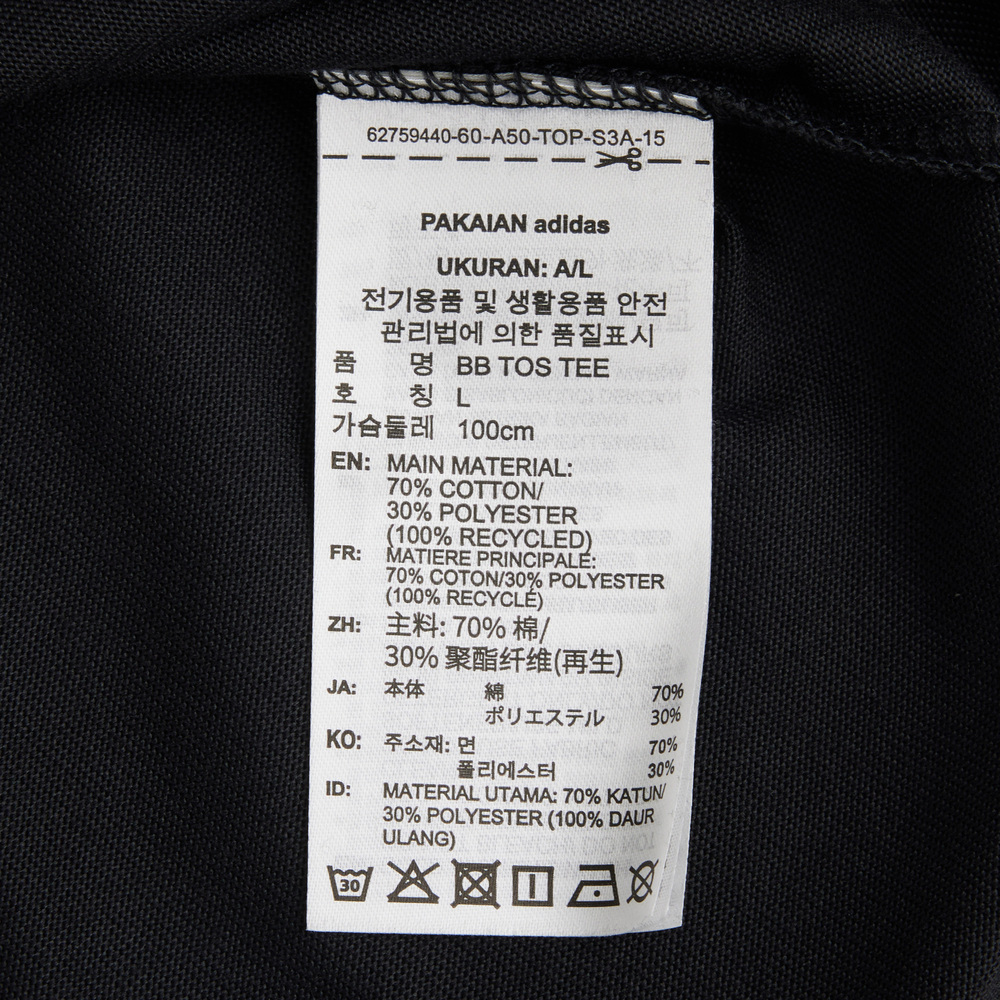 62759440-60-A50-TOP-S3A-15
PAKAIAN adidas
UKURAN: A/L
전기용품 및 생활용품 안전
관리법에 의한 품질표시
품 명 BB TOS TEE
호 칭 L
가슴둘레 100cm
EN: MAIN MATERIAL:
70% COTTON/
30% POLYESTER
(100% RECYCLED)
FR: MATIERE PRINCIPALE:
70% COTON/30% POLYESTER
(100% RECYCLÉ)
ZH: 主料: 70% 棉/
30% 聚酯纤维(再生)
JA: 本体 綿 70%
ポリエステル 30%
KO: 주소재: 면 70%
폴리에스터 30%
ID: MATERIAL UTAMA: 70% KATUN/
30% POLYESTER (100% DAUR
ULANG)
30